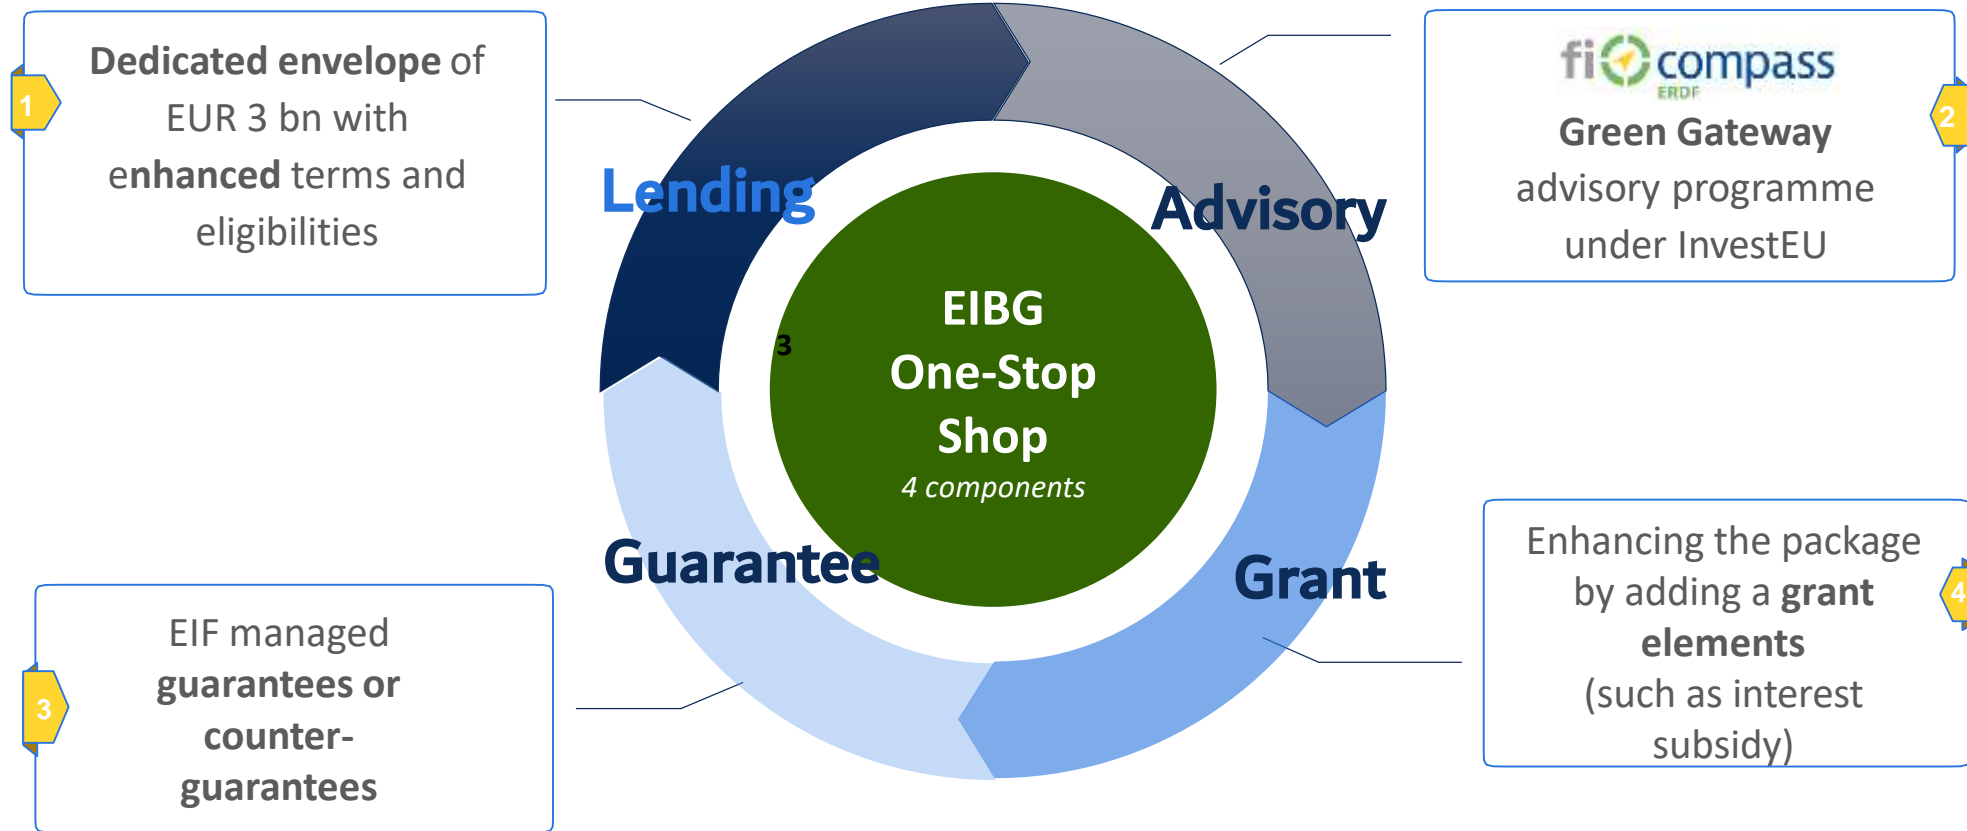 1
Dedicated envelope of
EUR 3 bn with
enhanced terms and
eligibilities
Lending
Advisory
fi compass
ERDF
Green Gateway
advisory programme
under InvestEU
2
3
EIBG
One-Stop
Shop
4 components
Guarantee
Grant
3
EIF managed
guarantees or
counter-
guarantees
Enhancing the package
by adding a grant
elements
(such as interest
subsidy)
4